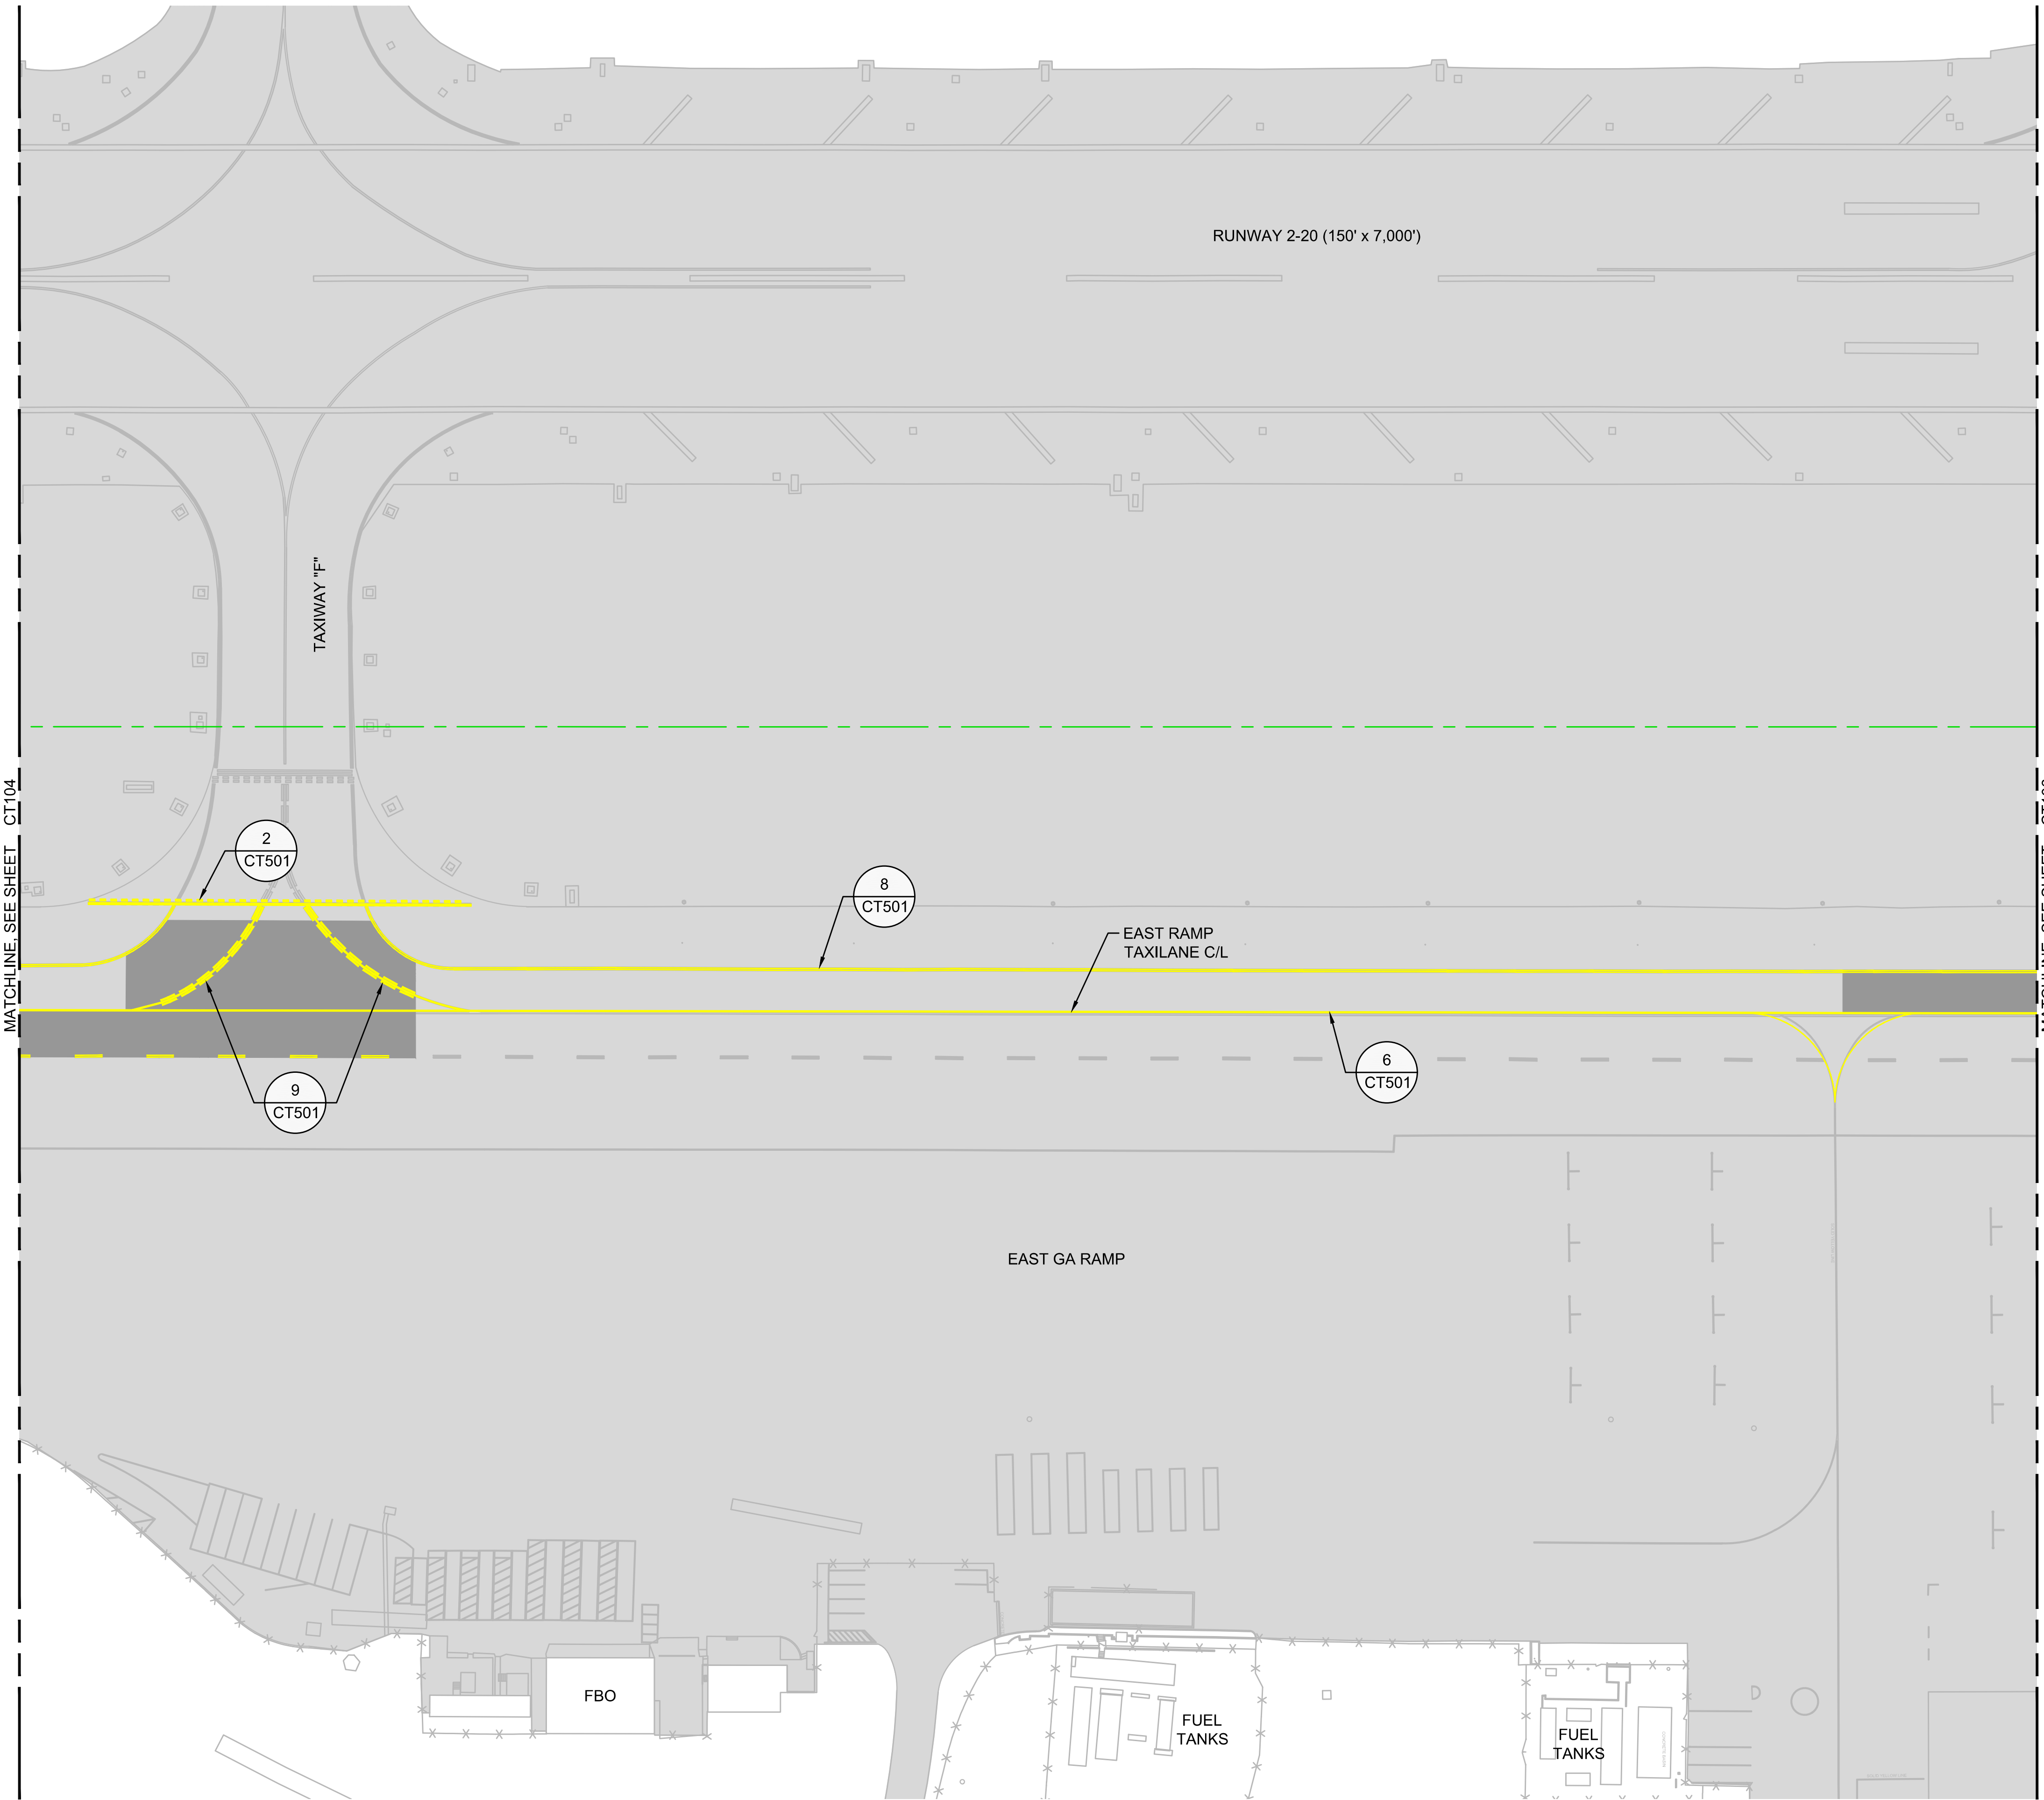 RUNWAY 2-20 (150' x 7,000')
TAXIWAY "F"
MATCHLINE, SEE SHEET CT104
2
CT501
8
CT501
EAST RAMP
TAXILANE C/L
6
CT501
9
CT501
EAST GA RAMP
FBO
FUEL
TANKS
FUEL
TANKS